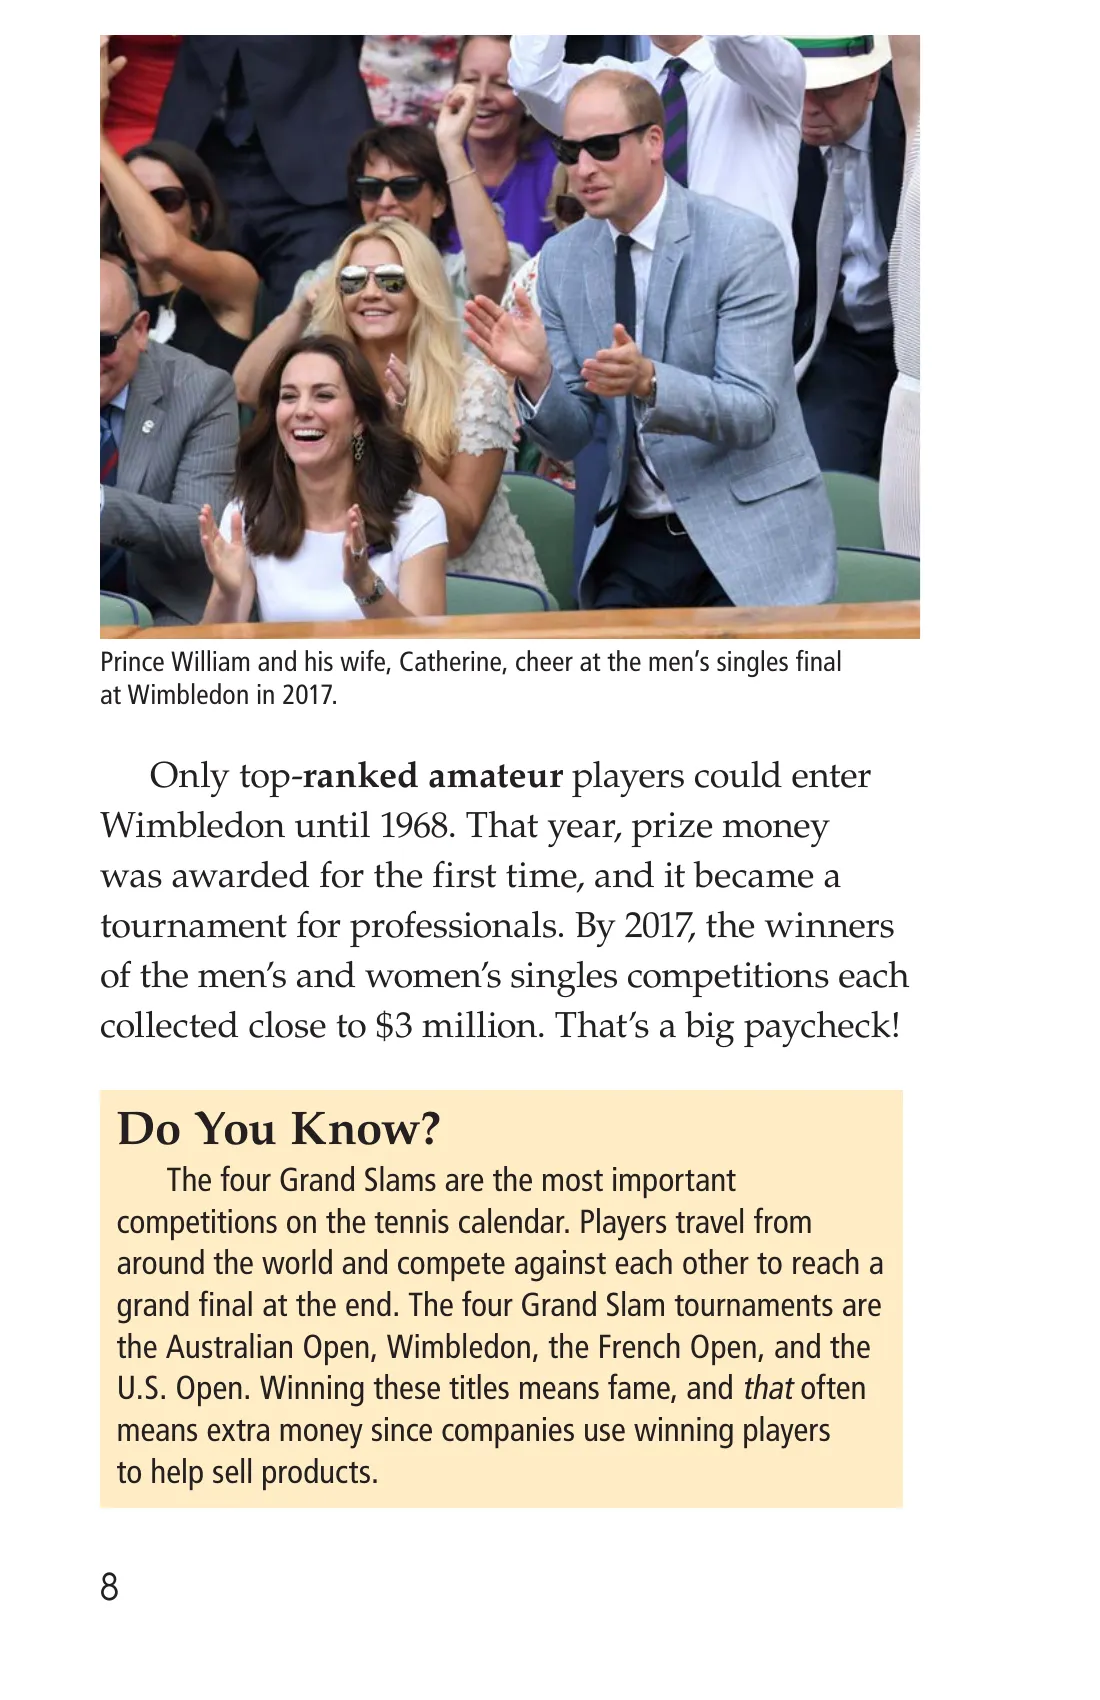 Prince William and his wife, Catherine, cheer at the men’s singles final
at Wimbledon in 2017.
Only top-ranked amateur players could enter
Wimbledon until 1968. That year, prize money
was awarded for the first time, and it became a
tournament for professionals. By 2017, the winners
of the men’s and women’s singles competitions each
collected close to $3 million. That’s a big paycheck!
Do You Know?
The four Grand Slams are the most important
competitions on the tennis calendar. Players travel from
around the world and compete against each other to reach a
grand final at the end. The four Grand Slam tournaments are
the Australian Open, Wimbledon, the French Open, and the
U.S. Open. Winning these titles means fame, and that often
means extra money since companies use winning players
to help sell products.
8